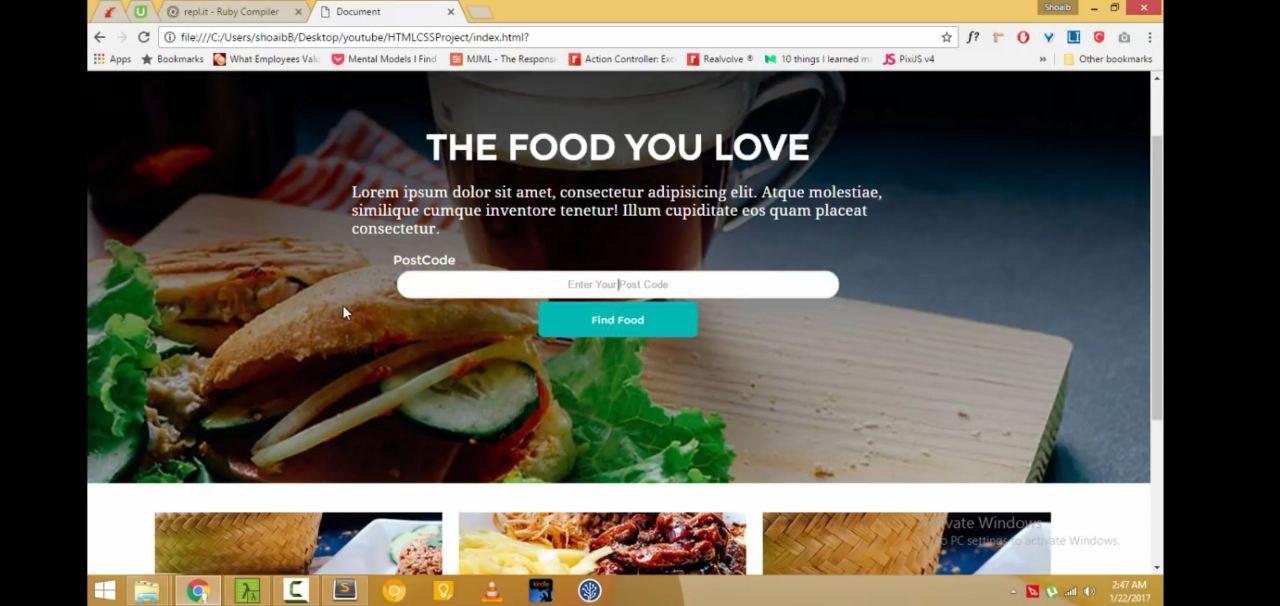 Shoaib
repl.it - Ruby Compiler
Document
file:///C:/Users/shoaibB/Desktop/youtube/HTMLCSSProject/index.html?
f?
Apps
Bookmarks
What Employees Valu
Mental Models I Find
MJML - The Respons
Action Controller: Exc
Realvolve ®
10 things I learned m
PixiJS v4
»
Other bookmarks
THE FOOD YOU LOVE
Lorem ipsum dolor sit amet, consectetur adipisicing elit. Atque molestiae,
similique cumque inventore tenetur! Illum cupiditate eos quam placeat
consectetur.
PostCode
Enter Your Post Code
Find Food
vate Windows
o PC settings to activate Windows.
kindle
2:47 AM
1/22/2017